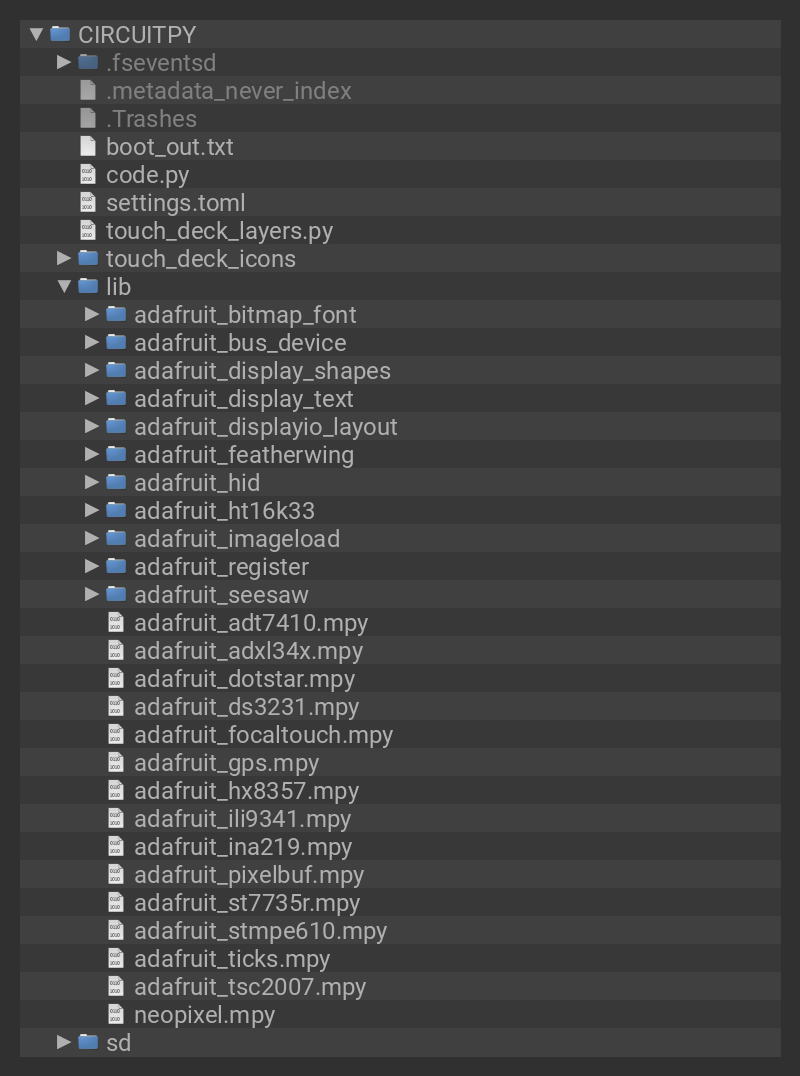 CIRCUITPY
.fseventsd
.metadata_never_index
.Trashes
boot_out.txt
code.py
settings.toml
touch_deck_layers.py
touch_deck_icons
lib
adafruit_bitmap_font
adafruit_bus_device
adafruit_display_shapes
adafruit_display_text
adafruit_displayio_layout
adafruit_featherwing
adafruit_hid
adafruit_ht16k33
adafruit_imageload
adafruit_register
adafruit_seesaw
adafruit_adt7410.mpy
adafruit_adxl34x.mpy
adafruit_dotstar.mpy
adafruit_ds3231.mpy
adafruit_focaltouch.mpy
adafruit_gps.mpy
adafruit_hx8357.mpy
adafruit_ili9341.mpy
adafruit_ina219.mpy
adafruit_pixelbuf.mpy
adafruit_st7735r.mpy
adafruit_stmpe610.mpy
adafruit_ticks.mpy
adafruit_tsc2007.mpy
neopixel.mpy
sd